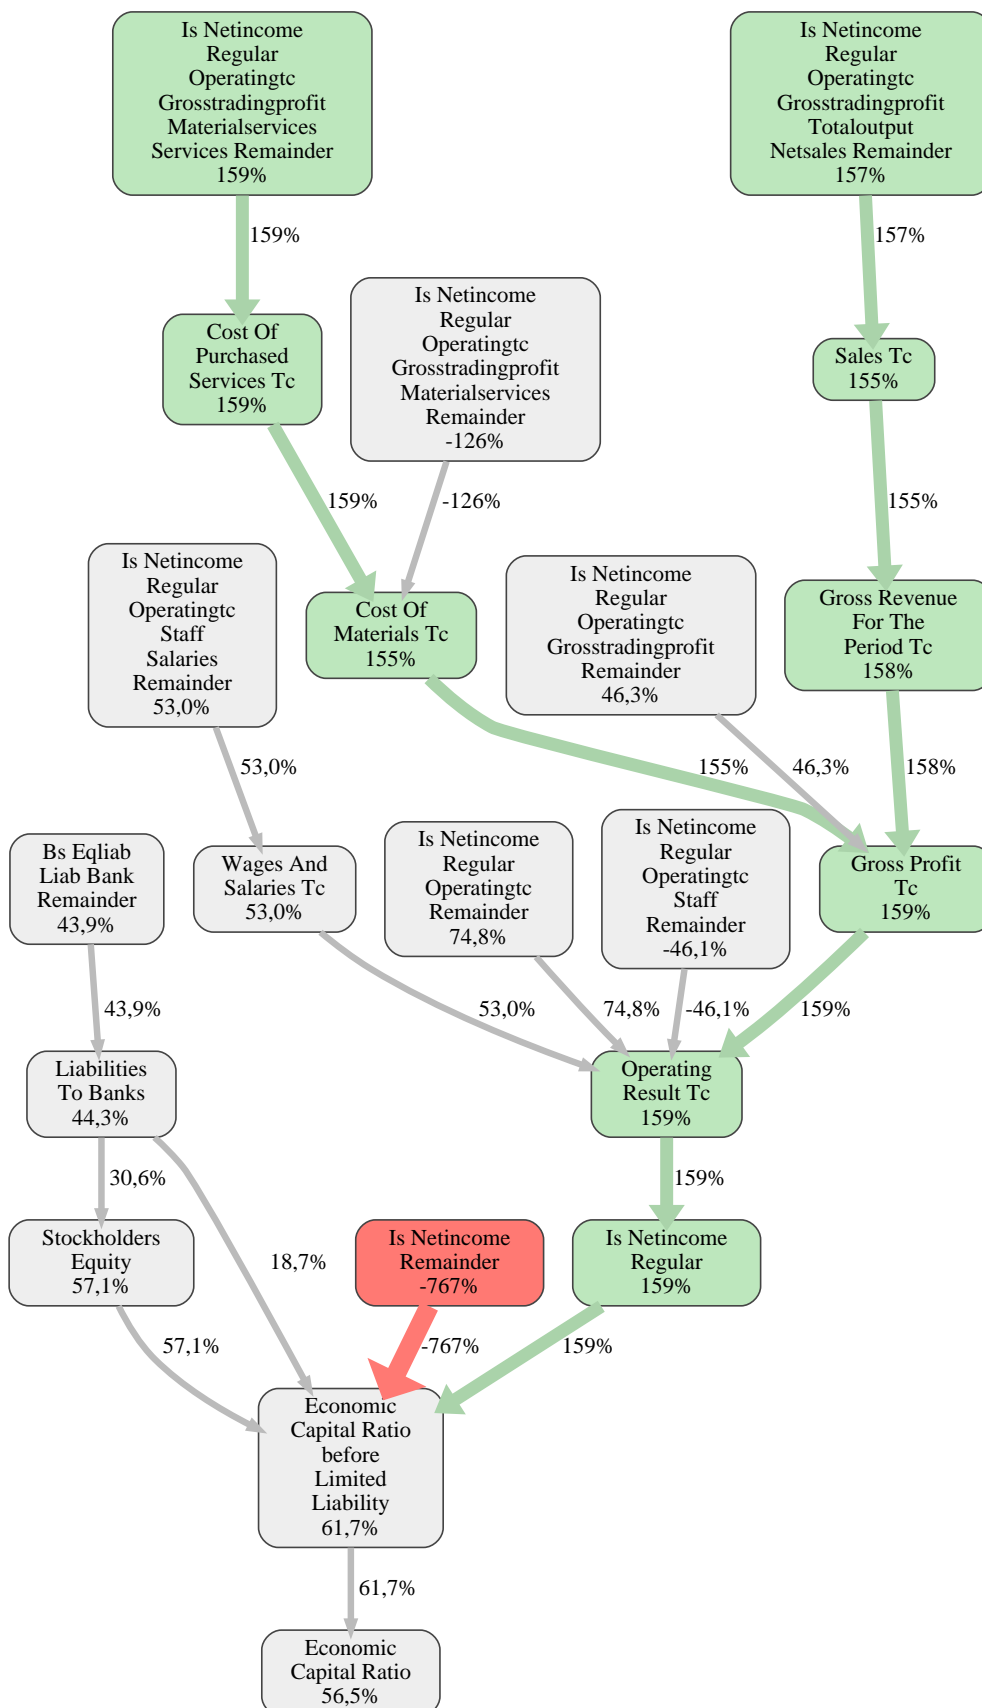 Is Netincome
Regular
Operatingtc
Grosstradingprofit
Materialservices
Services Remainder
159%
Is Netincome
Regular
Operatingtc
Grosstradingprofit
Totaloutput
Netsales Remainder
157%
159%
157%
Is Netincome
Regular
Operatingtc
Grosstradingprofit
Materialservices
Remainder
-126%
Cost Of
Purchased
Services Tc
159%
Sales Tc
155%
159%
-126%
155%
Is Netincome
Regular
Operatingtc
Staff
Salaries
Remainder
53,0%
Cost Of
Materials Tc
155%
Is Netincome
Regular
Operatingtc
Grosstradingprofit
Remainder
46,3%
Gross Revenue
For The
Period Tc
158%
53,0%
155%
46,3%
158%
Bs Eqliab
Liab Bank
Remainder
43,9%
Wages And
Salaries Tc
53,0%
Is Netincome
Regular
Operatingtc
Remainder
74,8%
Is Netincome
Regular
Operatingtc
Staff
Remainder
-46,1%
Gross Profit
Tc
159%
43,9%
53,0%
74,8%
-46,1%
159%
Liabilities
To Banks
44,3%
Operating
Result Tc
159%
30,6%
159%
Stockholders
Equity
57,1%
18,7%
Is Netincome
Remainder
-767%
Is Netincome
Regular
159%
57,1%
-767%
159%
Economic
Capital Ratio
before
Limited
Liability
61,7%
61,7%
Economic
Capital Ratio
56,5%